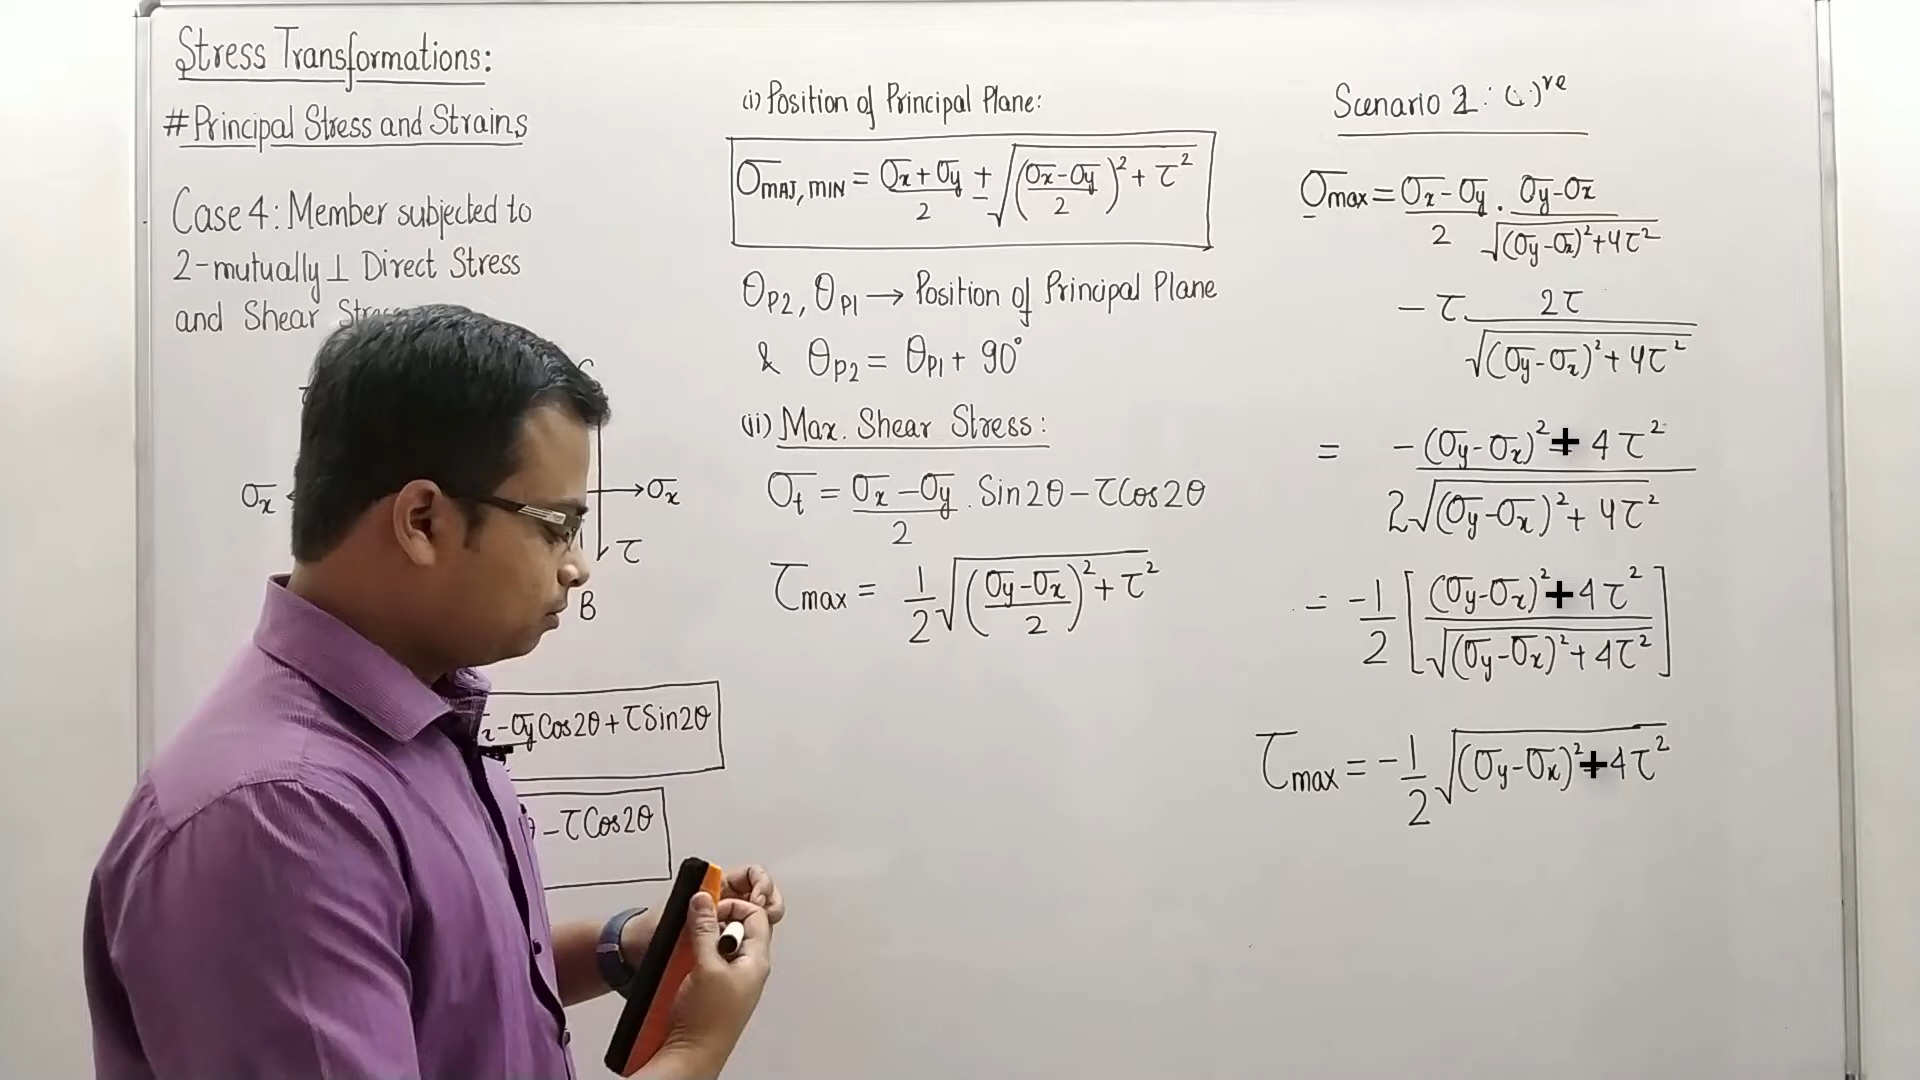 Stress Transformations:
# Principal Stress and Strains
Case 4: Member subjected to
2-mutually ⊥ Direct Stress
and Shear
σx
→σx
τ
B
x-σy Cos2θ + τ Sin2θ
- τ Cos2θ
(i) Position of Principal Plane:
σMAJ, MIN = (σx + σy)/2 ± √(((σx - σy)/2)² + τ²)
θP2, θP1 → Position of Principal Plane
& θP2 = θP1 + 90°
(ii) Max. Shear Stress:
σt = (σx - σy)/2 . Sin2θ - τ Cos2θ
τmax = 1/2 √(((σy - σx)/2)² + τ²)
Scenario 2: (-)ve
σmax = (σx - σy)/2 . (σy - σx)/√((σy - σx)² + 4τ²)
- τ . 2τ/√((σy - σx)² + 4τ²)
= (-(σy - σx)² + 4τ²)/(2√((σy - σx)² + 4τ²))
= -1/2 [((σy - σx)² + 4τ²)/√((σy - σx)² + 4τ²)]
τmax = -1/2 √((σy - σx)² + 4τ²)